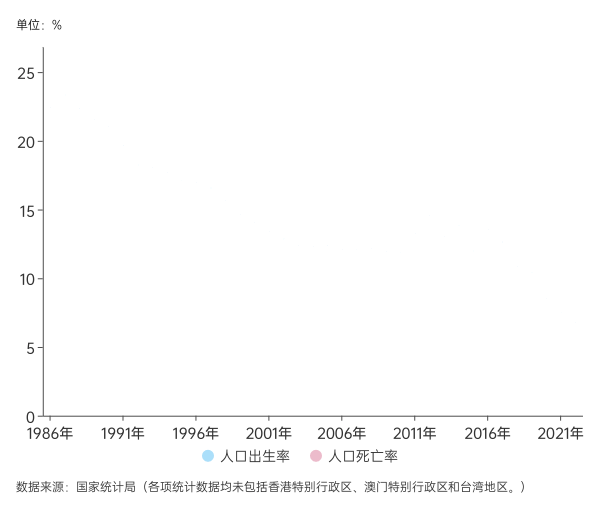 单位：%
25
20
15
10
5
0
1986年 1991年 1996年 2001年 2006年 2011年 2016年 2021年
人口出生率 人口死亡率
数据来源：国家统计局（各项统计数据均未包括香港特别行政区、澳门特别行政区和台湾地区。）